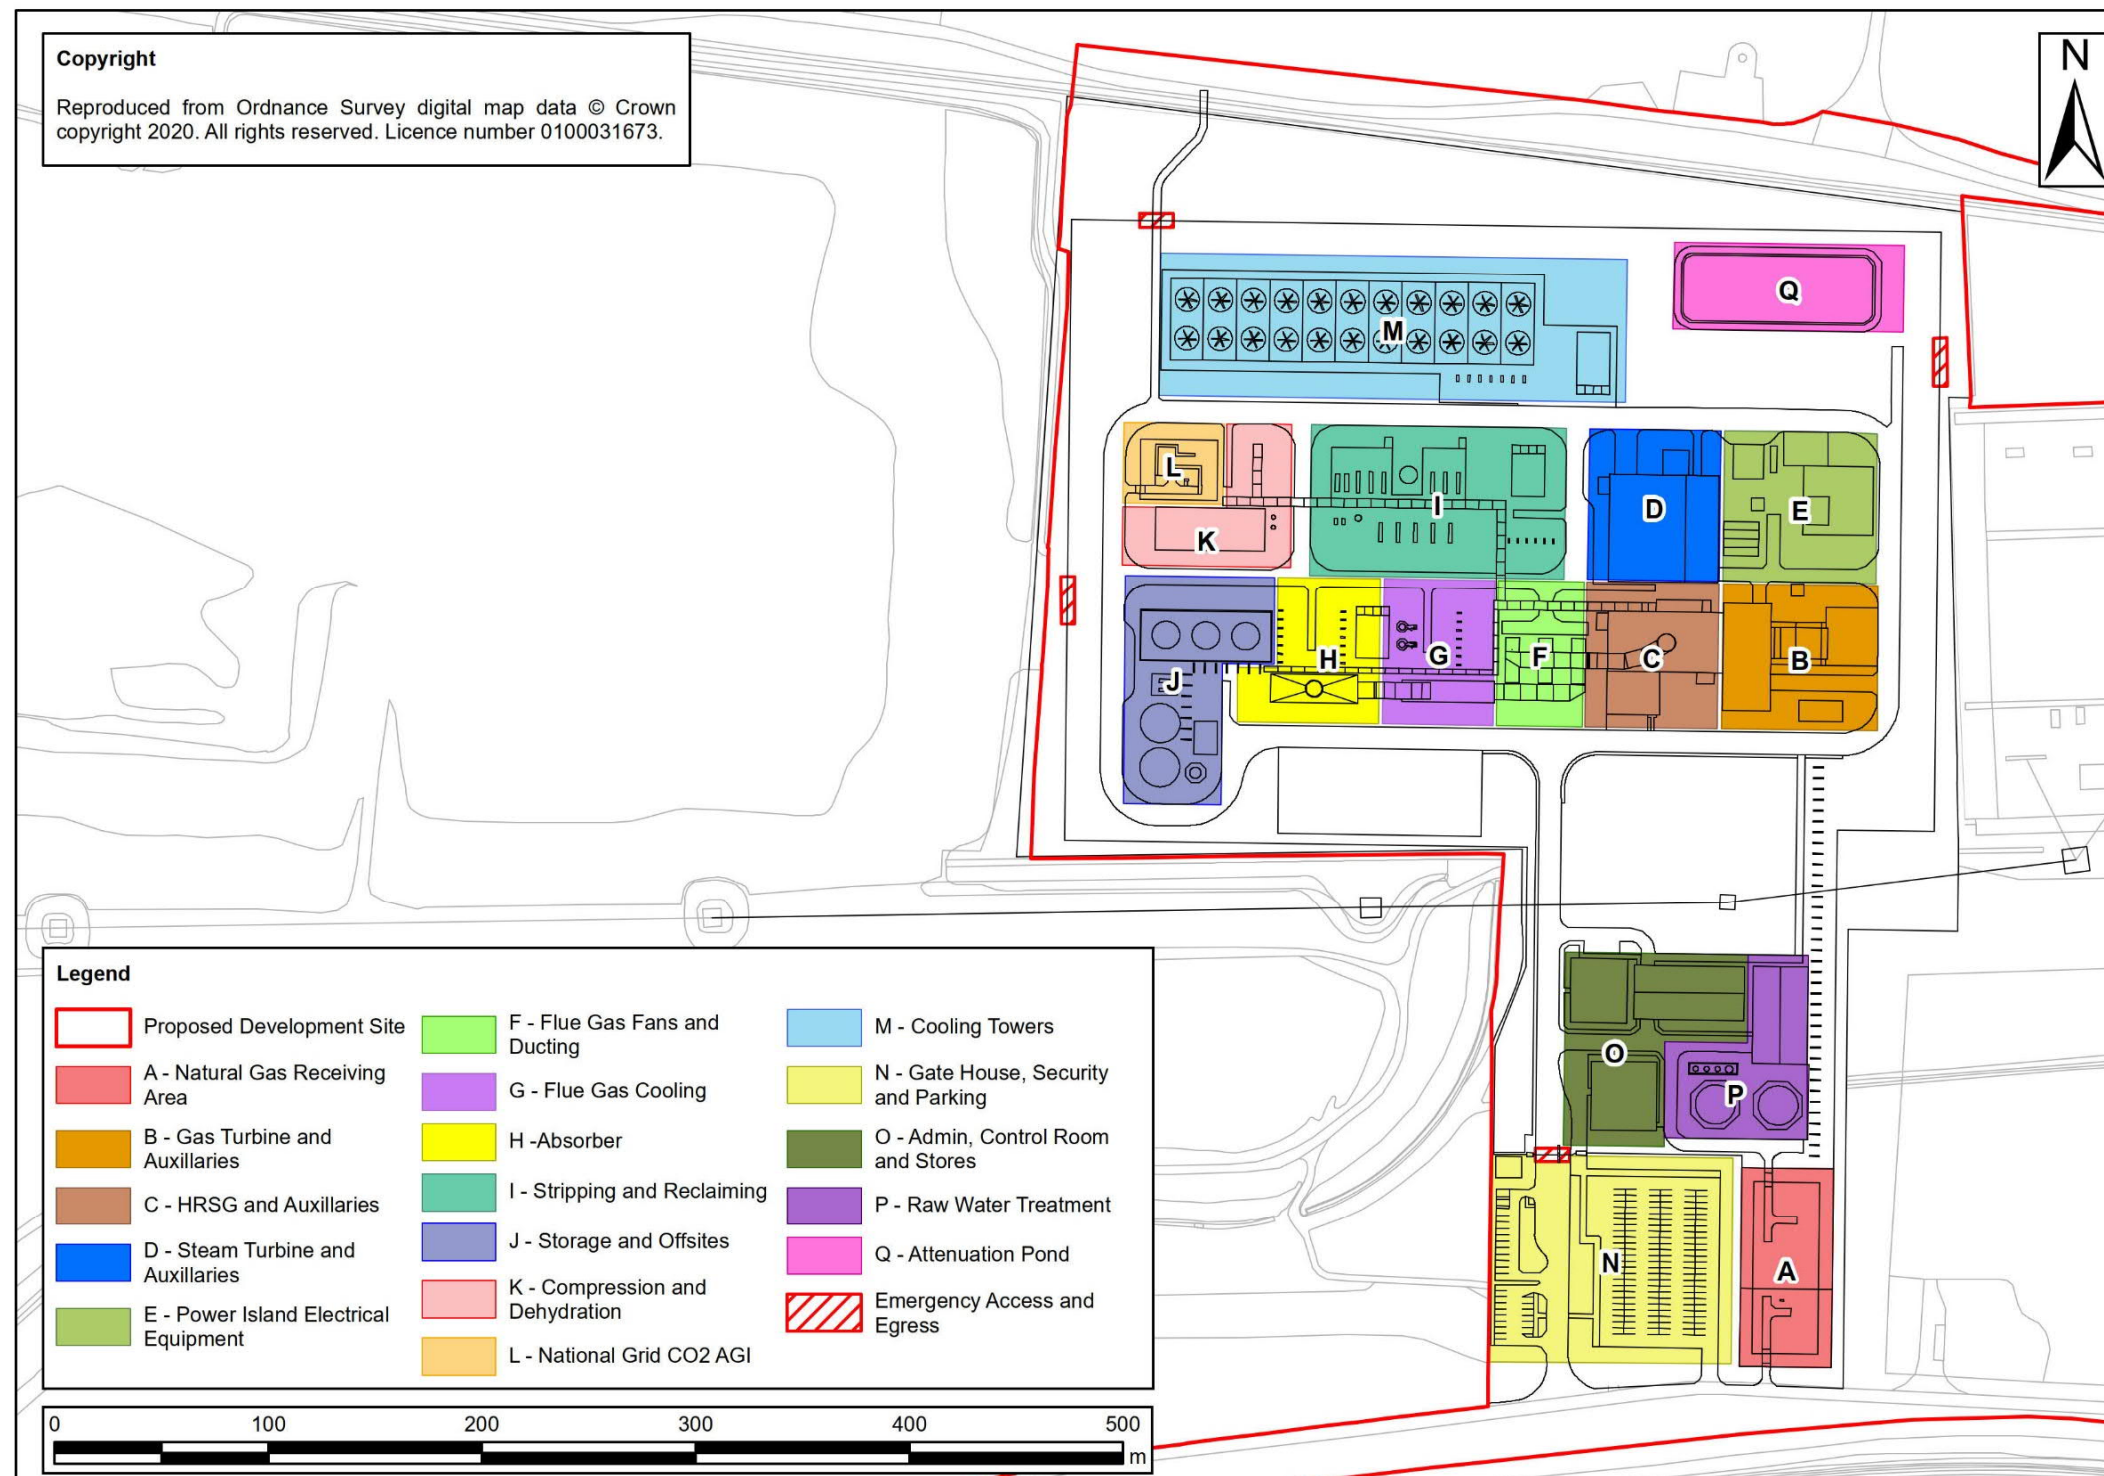 Copyright
Reproduced from Ordnance Survey digital map data © Crown
copyright 2020. All rights reserved. Licence number 0100031673.
N
Q
M
L
K
I
D
E
J
H
G
F
C
B
O
P
N
A
Legend
Proposed Development Site
A - Natural Gas Receiving
Area
B - Gas Turbine and
Auxillaries
C - HRSG and Auxillaries
D - Steam Turbine and
Auxillaries
E - Power Island Electrical
Equipment
F - Flue Gas Fans and
Ducting
G - Flue Gas Cooling
H -Absorber
I - Stripping and Reclaiming
J - Storage and Offsites
K - Compression and
Dehydration
L - National Grid CO2 AGI
M - Cooling Towers
N - Gate House, Security
and Parking
O - Admin, Control Room
and Stores
P - Raw Water Treatment
Q - Attenuation Pond
Emergency Access and
Egress
0 100 200 300 400 500
m